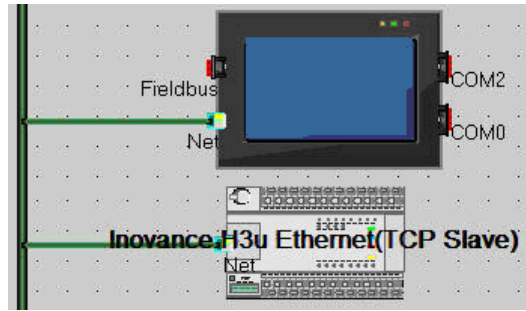 Fieldbus
COM2
Net
COM0
Inovance H3u Ethernet(TCP Slave)
Net